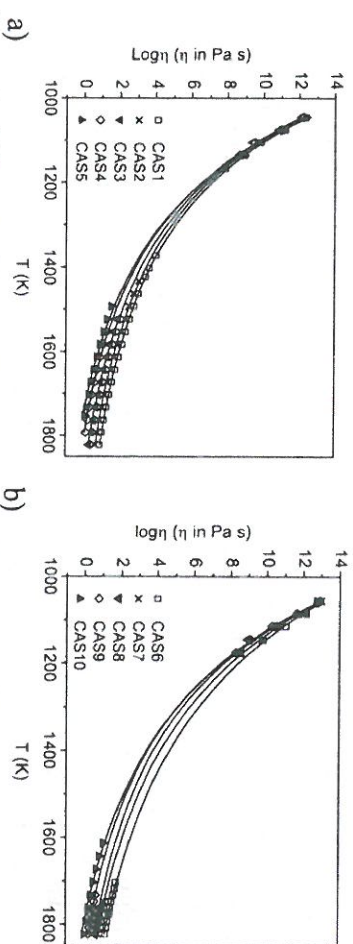 a)
Logη (η in Pa s)
14
12
10
8
6
4
2
0
CAS1
CAS2
CAS3
CAS4
CAS5
1000 1200 1400 1600 1800
T (K)
b)
logη (η in Pa s)
14
12
10
8
6
4
2
0
CAS6
CAS7
CAS8
CAS9
CAS10
1000 1200 1400 1600 1800
T (K)